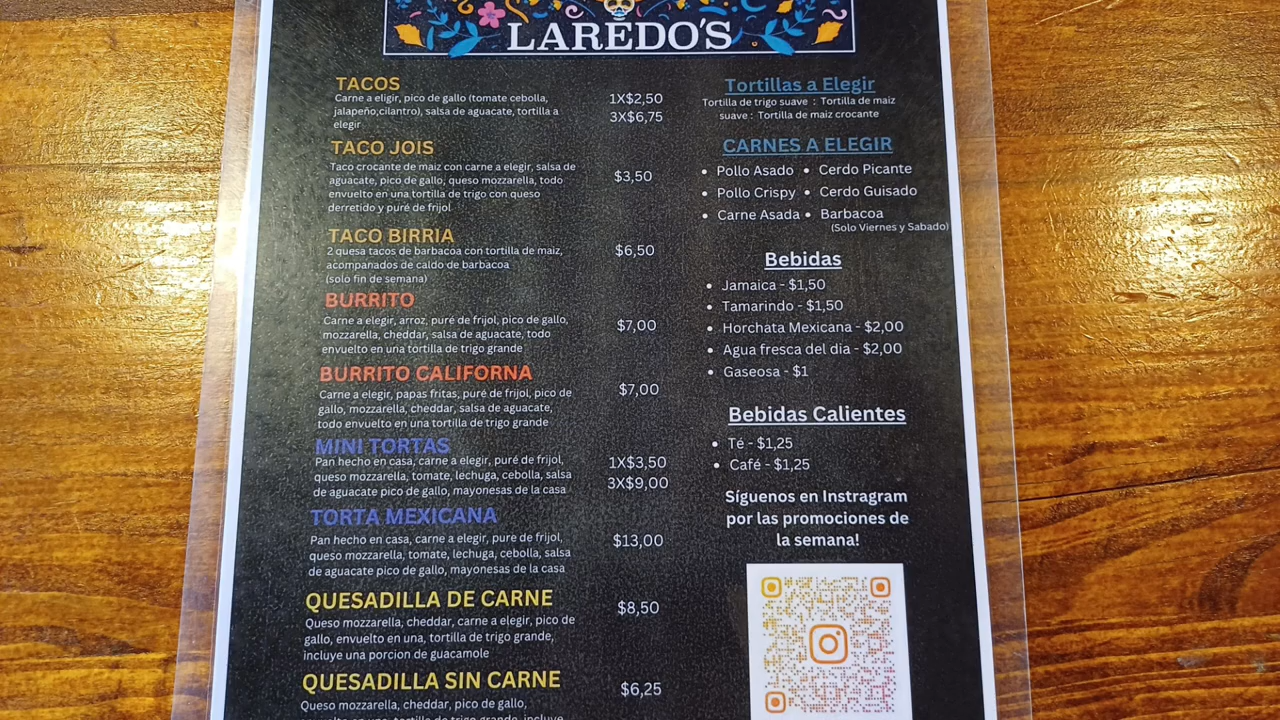 LAREDO'S
TACOS
Carne a eligir, pico de gallo (tomate cebolla,
jalapeño,cilantro), salsa de aguacate, tortilla a
elegir
1X$2,50
3X$6,75
TACO JOIS
Taco crocante de maiz con carne a elegir, salsa de
aguacate, pico de gallo, queso mozzarella, todo
envuelto en una tortilla de trigo con queso
derretido y puré de frijol
$3,50
TACO BIRRIA
2 quesa tacos de barbacoa con tortilla de maiz,
acompanados de caldo de barbacoa
(solo fin de semana)
$6,50
BURRITO
Carne a elegir, arroz, puré de frijol, pico de gallo,
mozzarella, cheddar, salsa de aguacate, todo
envuelto en una tortilla de trigo grande
$7,00
BURRITO CALIFORNA
Carne a elegir, papas fritas, puré de frijol, pico de
gallo, mozzarella, cheddar, salsa de aguacate,
todo envuelto en una tortilla de trigo grande
$7,00
MINI TORTAS
Pan hecho en casa, carne a elegir, puré de frijol,
queso mozzarella, tomate, lechuga, cebolla, salsa
de aguacate pico de gallo, mayonesas de la casa
1X$3,50
3X$9,00
TORTA MEXICANA
Pan hecho en casa, carne a elegir, pure de frijol,
queso mozzarella, tomate, lechuga, cebolla, salsa
de aguacate pico de gallo, mayonesas de la casa
$13,00
QUESADILLA DE CARNE
Queso mozzarella, cheddar, carne a elegir, pico de
gallo, envuelto en una, tortilla de trigo grande,
incluye una porcion de guacamole
$8,50
QUESADILLA SIN CARNE
Queso mozzarella, cheddar, pico de gallo,
tortilla de trigo grande, incluye
$6,25
Tortillas a Elegir
Tortilla de trigo suave : Tortilla de maiz
suave : Tortilla de maiz crocante
CARNES A ELEGIR
• Pollo Asado • Cerdo Picante
• Pollo Crispy • Cerdo Guisado
• Carne Asada • Barbacoa
(Solo Viernes y Sabado)
Bebidas
• Jamaica - $1,50
• Tamarindo - $1,50
• Horchata Mexicana - $2,00
• Agua fresca del dia - $2,00
• Gaseosa - $1
Bebidas Calientes
• Té - $1,25
• Café - $1,25
Síguenos en Instragram
por las promociones de
la semana!